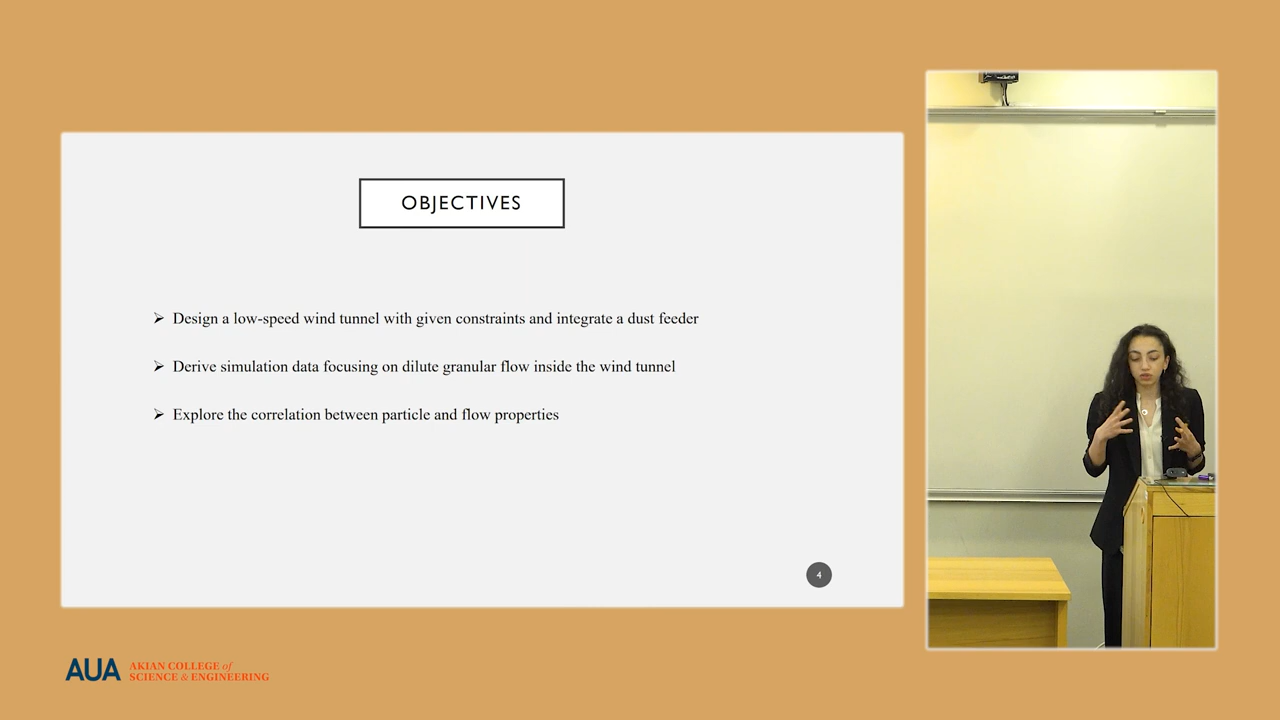 OBJECTIVES
➢ Design a low-speed wind tunnel with given constraints and integrate a dust feeder
➢ Derive simulation data focusing on dilute granular flow inside the wind tunnel
➢ Explore the correlation between particle and flow properties
4
AUA AKIAN COLLEGE of
SCIENCE & ENGINEERING